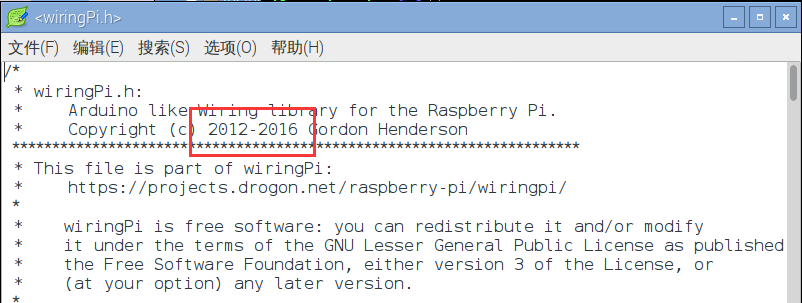 <wiringPi.h>
文件(F) 编辑(E) 搜索(S) 选项(O) 帮助(H)
/*
* wiringPi.h:
* Arduino like Wiring library for the Raspberry Pi.
* Copyright (c) 2012-2016 Gordon Henderson
***********************************************************************
* This file is part of wiringPi:
* https://projects.drogon.net/raspberry-pi/wiringpi/
*
* wiringPi is free software: you can redistribute it and/or modify
* it under the terms of the GNU Lesser General Public License as published
* the Free Software Foundation, either version 3 of the License, or
* (at your option) any later version.
*